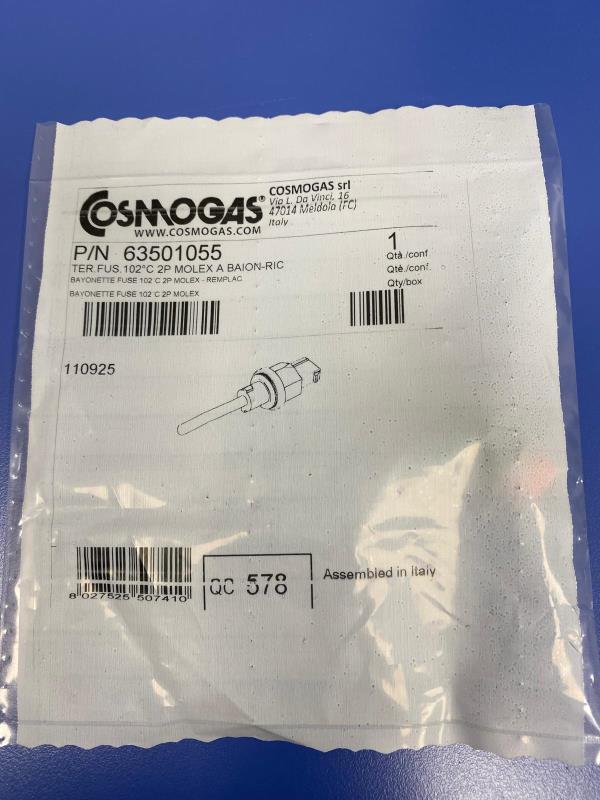 COSMOGAS®
WWW.COSMOGAS.COM
COSMOGAS srl
Via L. Da Vinci, 16
47014 Meldola (FC)
Italy
P/N 63501055
TER.FUS.102°C 2P MOLEX A BAION-RIC
BAYONETTE FUSE 102°C 2P MOLEX - REMPLAC
BAYONETTE FUSE 102°C 2P MOLEX
1
Qtà./conf
Qtè./conf.
Qty/box
110925
8 027525 507410
QC 578
Assembled in Italy